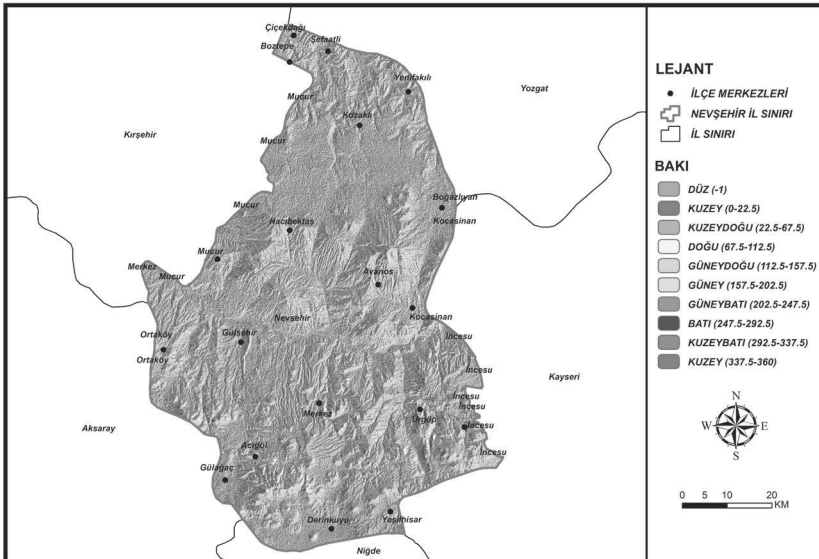 Çiçekdağı
Şefaatli
Boztepe
Yenifakılı
Mucur
Yozgat
Kozaklı
Kırşehir
Mucur
Boğazlıyan
Mucur
Kocasinan
Hacıbektaş
Mucur
Merkez
Mucur
Avanos
Nevşehir
Kocasinan
Ortaköy
Gülşehir
İncesu
Ortaköy
İncesu
Kayseri
İncesu
Merkez
Ürgüp
İncesu
Aksaray
İncesu
Acıgöl
İncesu
Gülağaç
Derinkuyu
Yeşilhisar
Niğde
LEJANT
İLÇE MERKEZLERİ
NEVŞEHİR İL SINIRI
İL SINIRI
BAKI
DÜZ (-1)
KUZEY (0-22.5)
KUZEYDOĞU (22.5-67.5)
DOĞU (67.5-112.5)
GÜNEYDOĞU (112.5-157.5)
GÜNEY (157.5-202.5)
GÜNEYBATI (202.5-247.5)
BATI (247.5-292.5)
KUZEYBATI (292.5-337.5)
KUZEY (337.5-360)
N
W E
S
0 5 10 20
KM